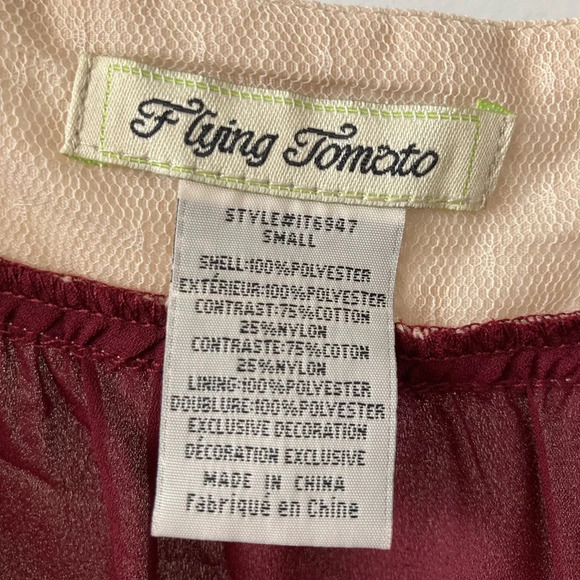 Flying Tomato
STYLE#IT6947
SMALL
SHELL:100%POLYESTER
EXTÉRIEUR:100%POLYESTER
CONTRAST:75%COTTON
25%NYLON
CONTRASTE:75%COTON
25%NYLON
LINING:100%POLYESTER
DOUBLURE:100%POLYESTER
EXCLUSIVE DECORATION
DÉCORATION EXCLUSIVE
MADE IN CHINA
Fabriqué en Chine